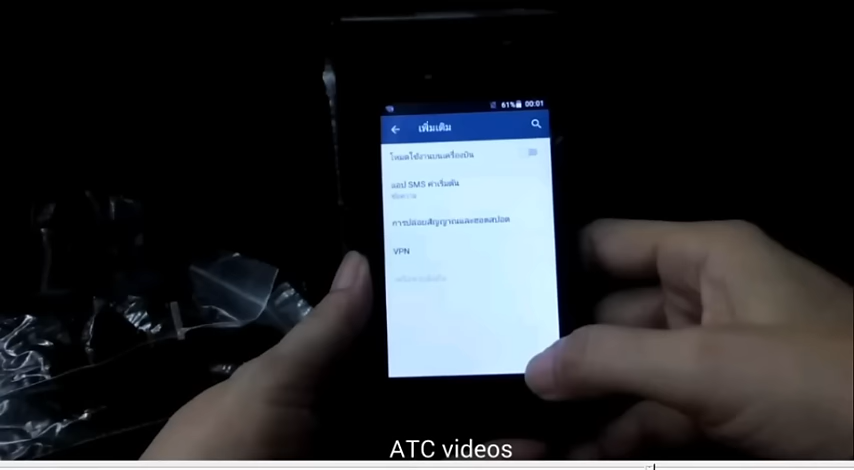 61% 00:01
เพิ่มเติม
โหมดใช้งานบนเครื่องบิน
แอป SMS ค่าเริ่มต้น
การปล่อยสัญญาณและฮอตสปอต
VPN
ATC videos